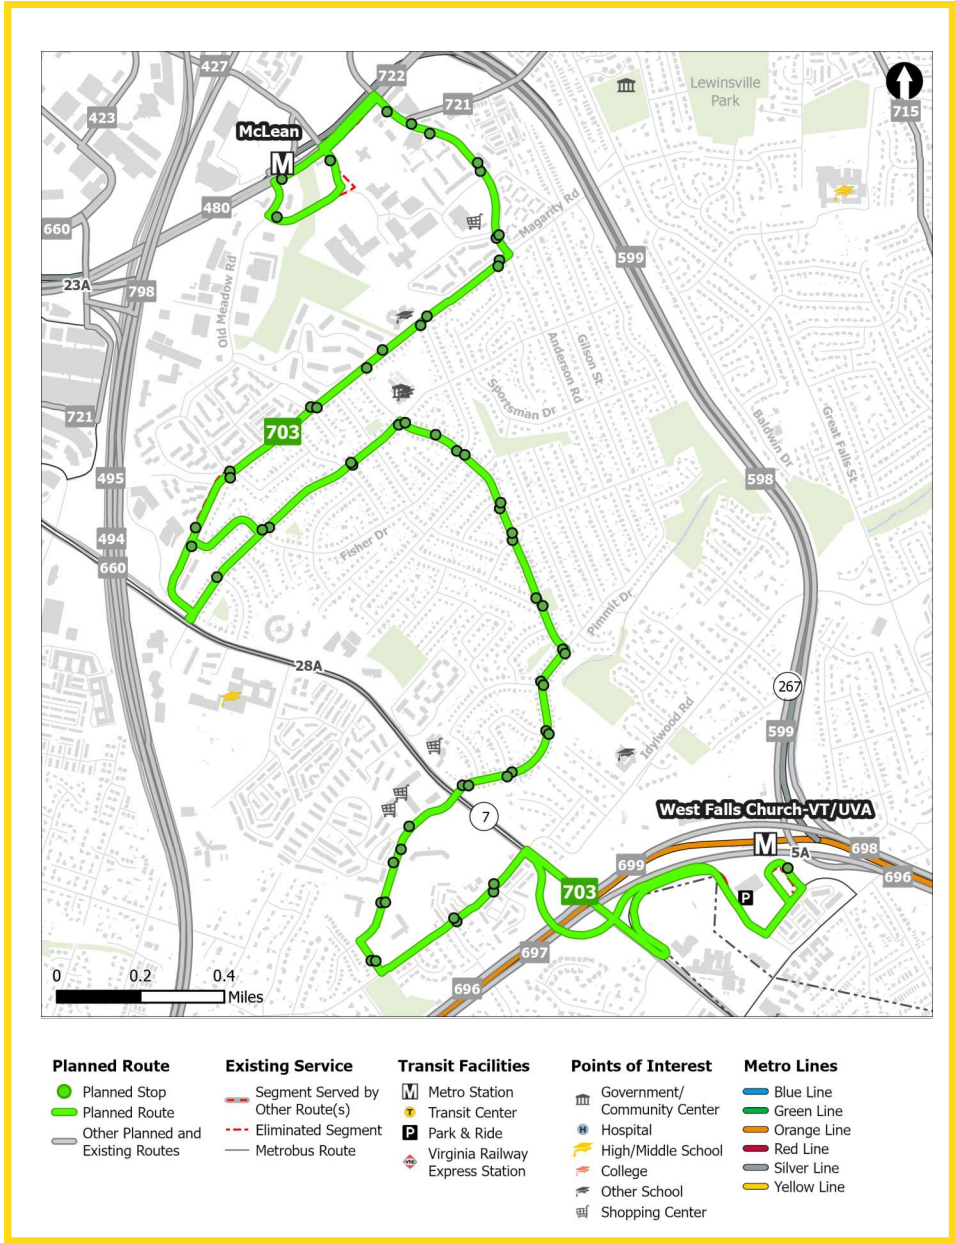 427
722
721
423
McLean
M
Lewinsville
Park
715
480
660
Magarity Rd
599
23A
798
Old Meadow Rd
Gilson St
Anderson Rd
Sportsman Dr
721
703
Baldwin Dr
Great Falls St
495
598
494
Fisher Dr
660
Pimmit Dr
28A
267
Idylwood Rd
599
West Falls Church-VT/UVA
7
M
5A
698
699
696
703
P
697
696
0 0.2 0.4
Miles
Planned Route
Planned Stop
Planned Route
Other Planned and
Existing Routes
Existing Service
Segment Served by
Other Route(s)
Eliminated Segment
Metrobus Route
Transit Facilities
M Metro Station
T Transit Center
P Park & Ride
VRE Virginia Railway
Express Station
Points of Interest
Government/
Community Center
H Hospital
High/Middle School
College
Other School
Shopping Center
Metro Lines
Blue Line
Green Line
Orange Line
Red Line
Silver Line
Yellow Line